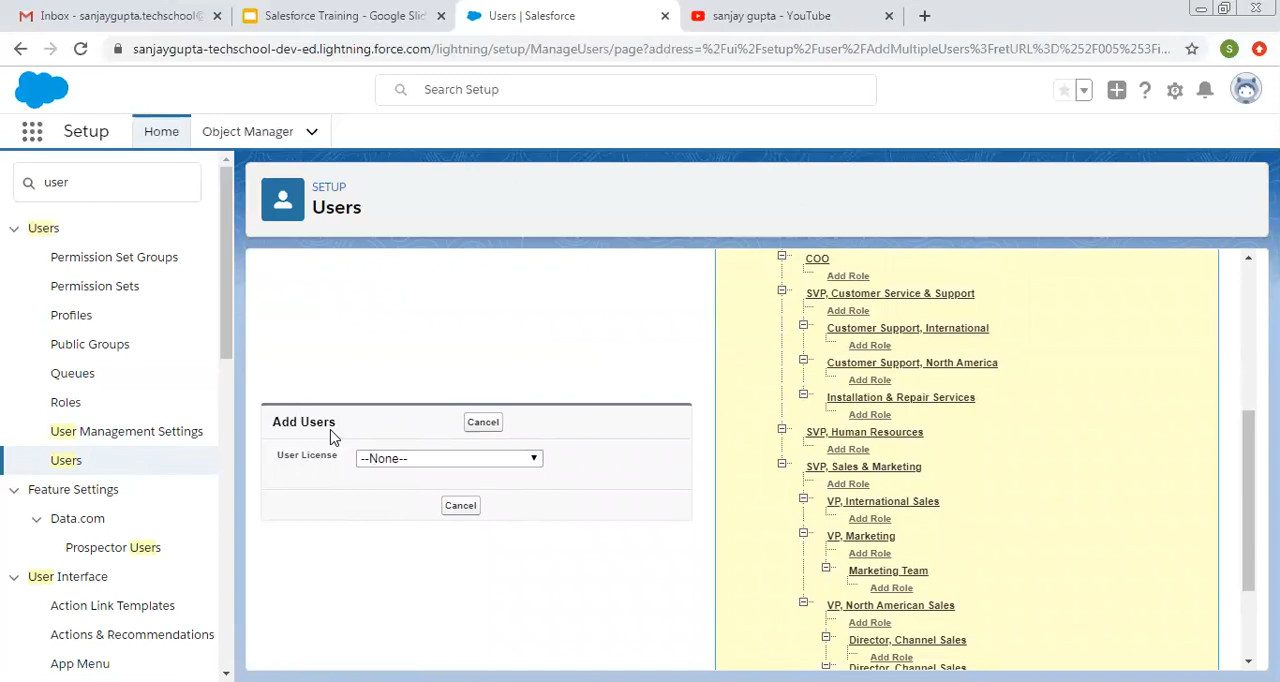 Inbox - sanjaygupta.techschool@
Salesforce Training - Google Slid
Users | Salesforce
sanjay gupta - YouTube
sanjaygupta-techschool-dev-ed.lightning.force.com/lightning/setup/ManageUsers/page?address=%2Fui%2Fsetup%2Fuser%2FAddMultipleUsers%3FretURL%3D%252F005%253Fi...
S
Search Setup
Setup
Home
Object Manager
user
Users
Permission Set Groups
Permission Sets
Profiles
Public Groups
Queues
Roles
User Management Settings
Users
Feature Settings
Data.com
Prospector Users
User Interface
Action Link Templates
Actions & Recommendations
App Menu
SETUP
Users
Add Users
Cancel
User License
--None--
Cancel
COO
Add Role
SVP, Customer Service & Support
Add Role
Customer Support, International
Add Role
Customer Support, North America
Add Role
Installation & Repair Services
Add Role
SVP, Human Resources
Add Role
SVP, Sales & Marketing
Add Role
VP, International Sales
Add Role
VP, Marketing
Add Role
Marketing Team
Add Role
VP, North American Sales
Add Role
Director, Channel Sales
Add Role
Director, Channel Sales